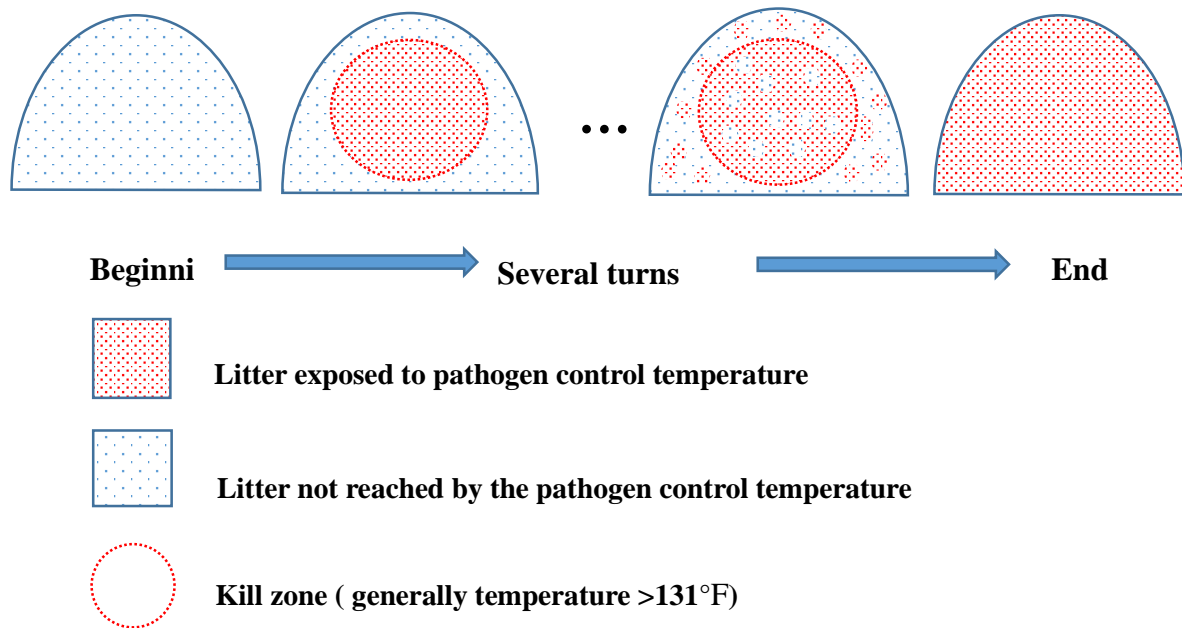 ...
Beginni
Several turns
End
Litter exposed to pathogen control temperature
Litter not reached by the pathogen control temperature
Kill zone ( generally temperature >131°F)